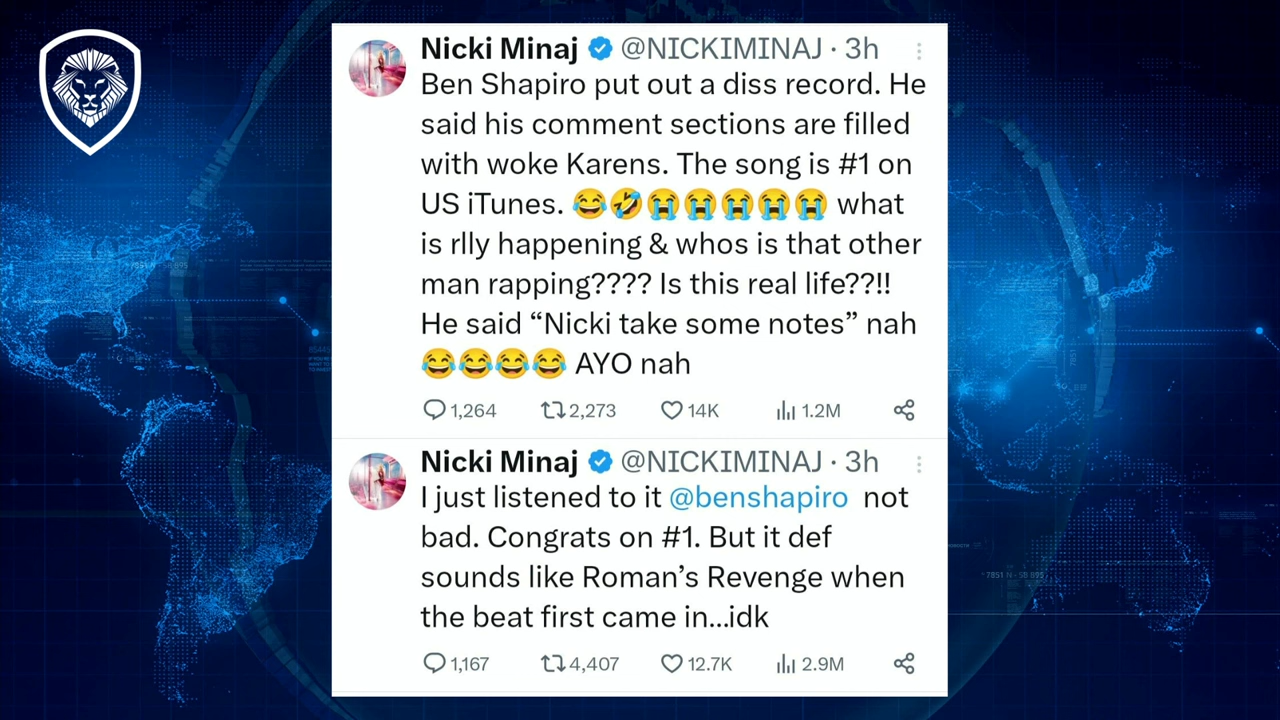 Nicki Minaj @NICKIMINAJ · 3h
Ben Shapiro put out a diss record. He
said his comment sections are filled
with woke Karens. The song is #1 on
US iTunes. 😂🤣😭😭😭😭😭 what
is rlly happening & whos is that other
man rapping???? Is this real life??!!
He said “Nicki take some notes” nah
😂😂😂😂 AYO nah
1,264 2,273 14K 1.2M
Nicki Minaj @NICKIMINAJ · 3h
I just listened to it @benshapiro not
bad. Congrats on #1. But it def
sounds like Roman’s Revenge when
the beat first came in...idk
1,167 4,407 12.7K 2.9M
7851 N - SB 895